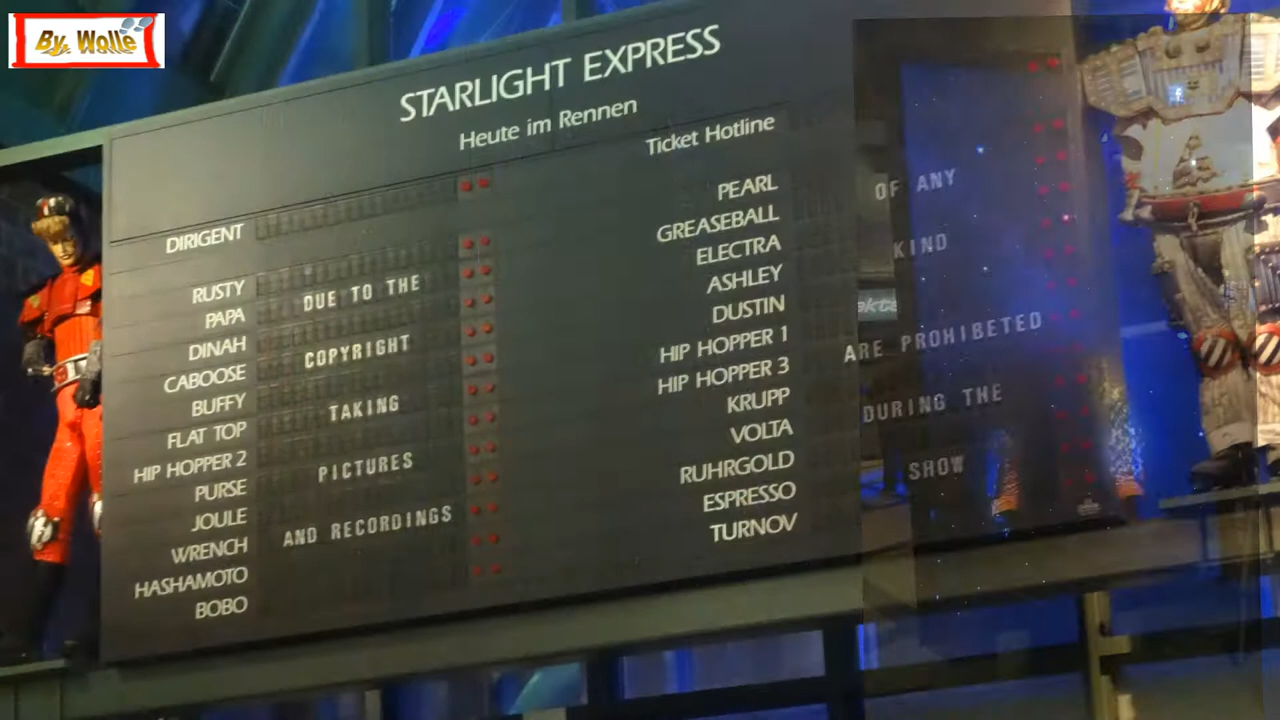 By. Wolle
STARLIGHT EXPRESS
Heute im Rennen
Ticket Hotline
DIRIGENT
RUSTY
PAPA
DINAH
CABOOSE
BUFFY
FLAT TOP
HIP HOPPER 2
PURSE
JOULE
WRENCH
HASHAMOTO
BOBO
DUE TO THE
COPYRIGHT
TAKING
PICTURES
AND RECORDINGS
PEARL
GREASEBALL
ELECTRA
ASHLEY
DUSTIN
HIP HOPPER 1
HIP HOPPER 3
KRUPP
VOLTA
RUHRGOLD
ESPRESSO
TURNOV
OF ANY
KIND
ARE PROHIBETED
DURING THE
SHOW